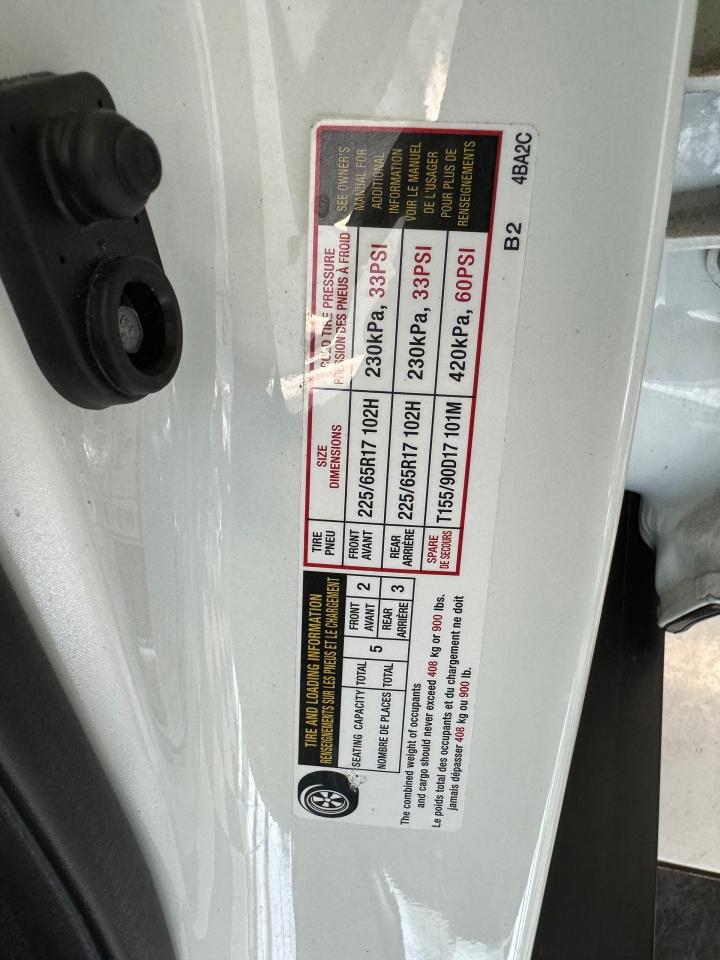 TIRE AND LOADING INFORMATION
RENSEIGNEMENTS SUR LES PNEUS ET LE CHARGEMENT
SEATING CAPACITY TOTAL 5 FRONT 2
AVANT
NOMBRE DE PLACES TOTAL REAR 3
ARRIÈRE
The combined weight of occupants
and cargo should never exceed 408 kg or 900 lbs.
Le poids total des occupants et du chargement ne doit
jamais dépasser 408 kg ou 900 lb.
TIRE SIZE COLD TIRE PRESSURE
PNEU DIMENSIONS PRESSION DES PNEUS À FROID
FRONT
AVANT 225/65R17 102H 230kPa, 33PSI
REAR
ARRIÈRE 225/65R17 102H 230kPa, 33PSI
SPARE
DE SECOURS T155/90D17 101M 420kPa, 60PSI
SEE OWNER'S
MANUAL FOR
ADDITIONAL
INFORMATION
VOIR LE MANUEL
DE L'USAGER
POUR PLUS DE
RENSEIGNEMENTS
B2 4BA2C